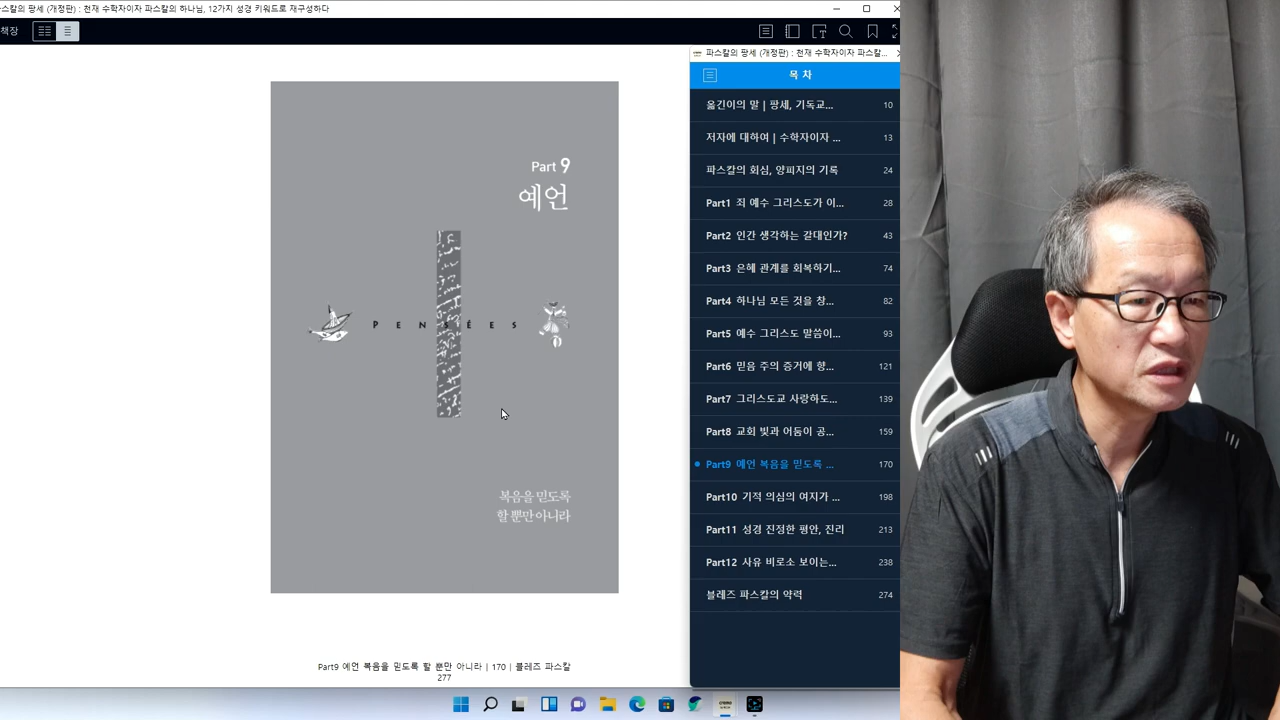 스칼의 팡세 (개정판) : 천재 수학자이자 파스칼의 하나님, 12가지 성경 키워드로 재구성하다
책장
파스칼의 팡세 (개정판) : 천재 수학자이자 파스칼...
목 차
옮긴이의 말 | 팡세, 기독교... 10
저자에 대하여 | 수학자이자 ... 13
파스칼의 회심, 양피지의 기록 24
Part1 죄 예수 그리스도가 이... 28
Part2 인간 생각하는 갈대인가? 43
Part3 은혜 관계를 회복하기... 74
Part4 하나님 모든 것을 창... 82
Part5 예수 그리스도 말씀이... 93
Part6 믿음 주의 증거에 향... 121
Part7 그리스도교 사랑하도... 139
Part8 교회 빛과 어둠이 공... 159
Part9 예언 복음을 믿도록 ... 170
Part10 기적 의심의 여지가 ... 198
Part11 성경 진정한 평안, 진리 213
Part12 사유 비로소 보이는... 238
블레즈 파스칼의 약력 274
Part 9
예언
PENSÉES
복음을 믿도록
할 뿐만 아니라
Part9 예언 복음을 믿도록 할 뿐만 아니라 | 170 | 블레즈 파스칼
277